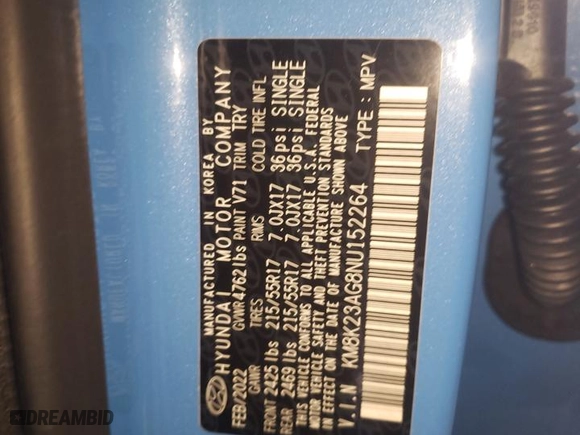 MANUFACTURED IN KOREA BY
HYUNDAI MOTOR COMPANY
FEB/2022 GVWR 4762 lbs PAINT V71 TRIM TRY
GAWR RIMS COLD TIRE INFL
FRONT 2425 lbs 215/55R17 7.0JX17 36psi SINGLE
REAR 2469 lbs 215/55R17 7.0JX17 36psi SINGLE
THIS VEHICLE CONFORMS TO ALL APPLICABLE U.S.A. FEDERAL
MOTOR VEHICLE SAFETY AND THEFT PREVENTION STANDARDS
IN EFFECT ON THE DATE OF MANUFACTURE SHOWN ABOVE
V.I.N KM8K23AG8NU152264 TYPE: MPV
DREAMBID